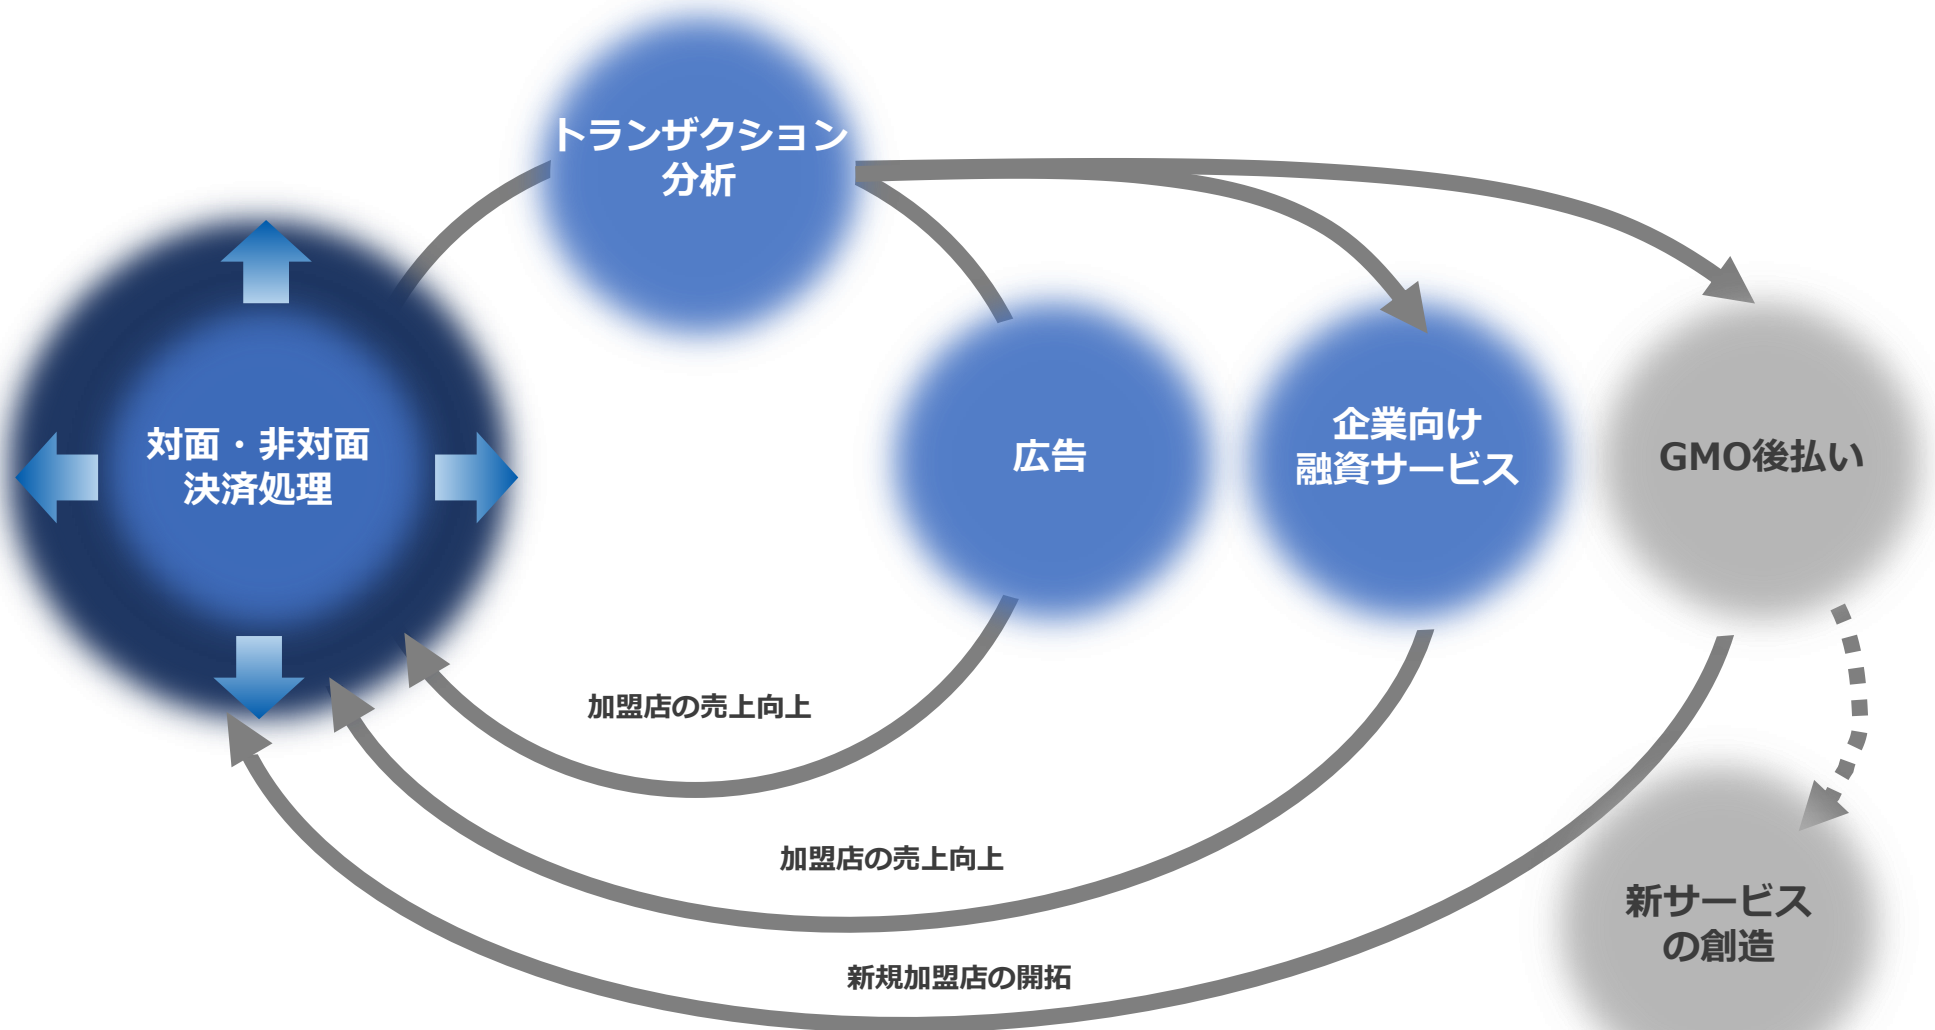 トランザクション
分析
対面・非対面
決済処理
広告
企業向け
融資サービス
GMO後払い
加盟店の売上向上
加盟店の売上向上
新規加盟店の開拓
新サービス
の創造